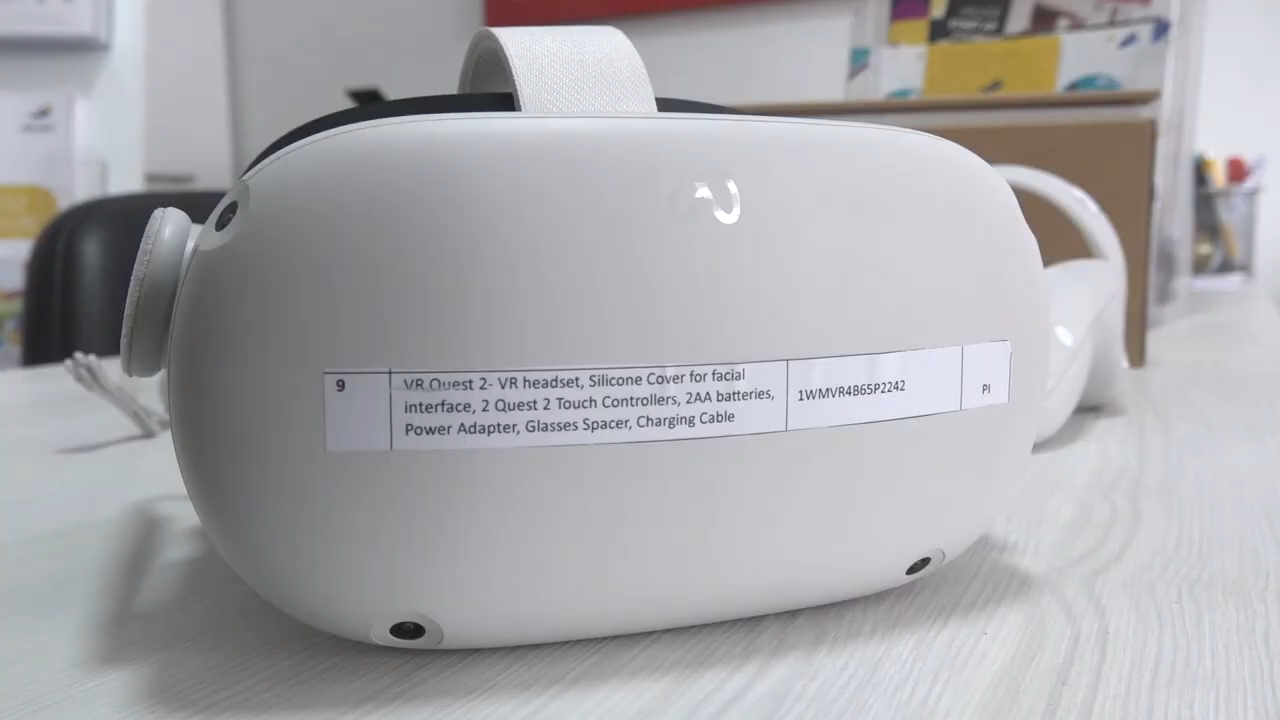 9
VR Quest 2- VR headset, Silicone Cover for facial
interface, 2 Quest 2 Touch Controllers, 2AA batteries,
Power Adapter, Glasses Spacer, Charging Cable
1WMVR4B65P2242
PI